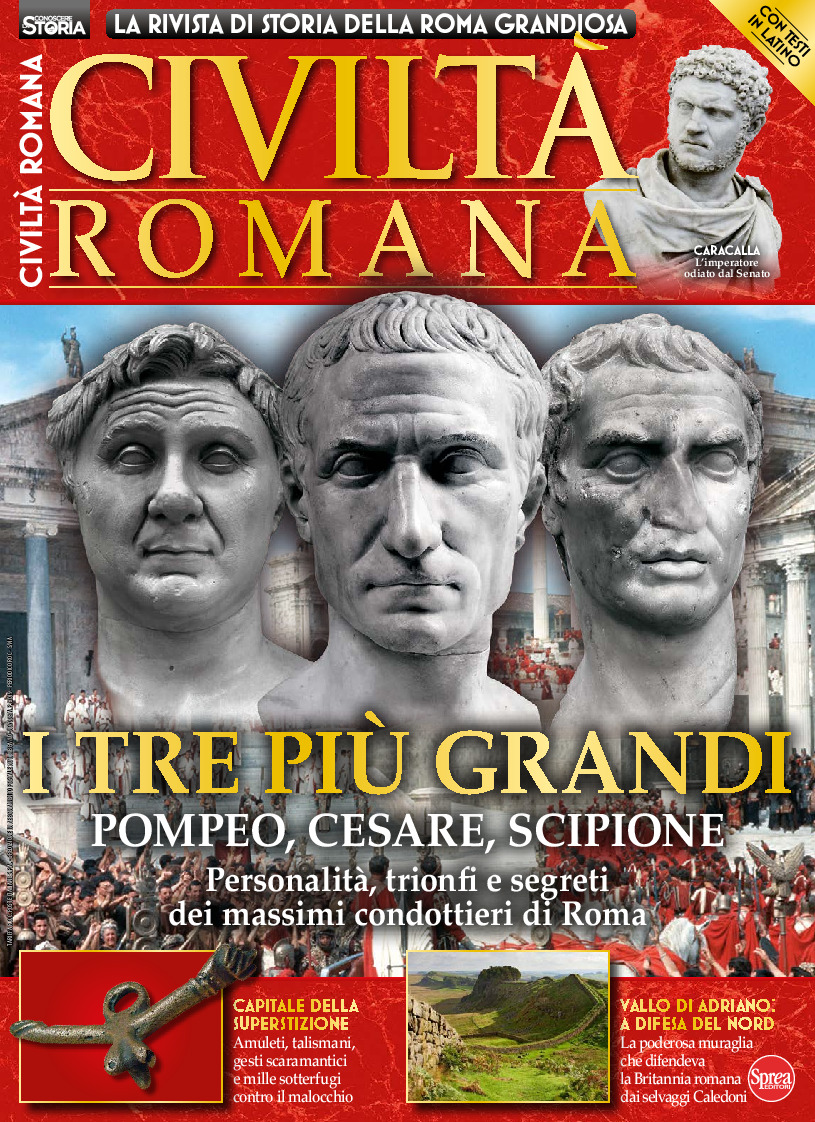 CONOSCERE
STORIA
LA RIVISTA DI STORIA DELLA ROMA GRANDIOSA
CON TESTI
IN LATINO
CIVILTÀ ROMANA
CIVILTÀ
ROMANA
CARACALLA
L'imperatore
odiato dal Senato
I TRE PIÙ GRANDI
POMPEO, CESARE, SCIPIONE
Personalità, trionfi e segreti
dei massimi condottieri di Roma
CAPITALE DELLA
SUPERSTIZIONE
Amuleti, talismani,
gesti scaramantici
e mille sotterfugi
contro il malocchio
VALLO DI ADRIANO:
A DIFESA DEL NORD
La poderosa muraglia
che difendeva
la Britannia romana
dai selvaggi Caledoni
Sprea
EDITORI